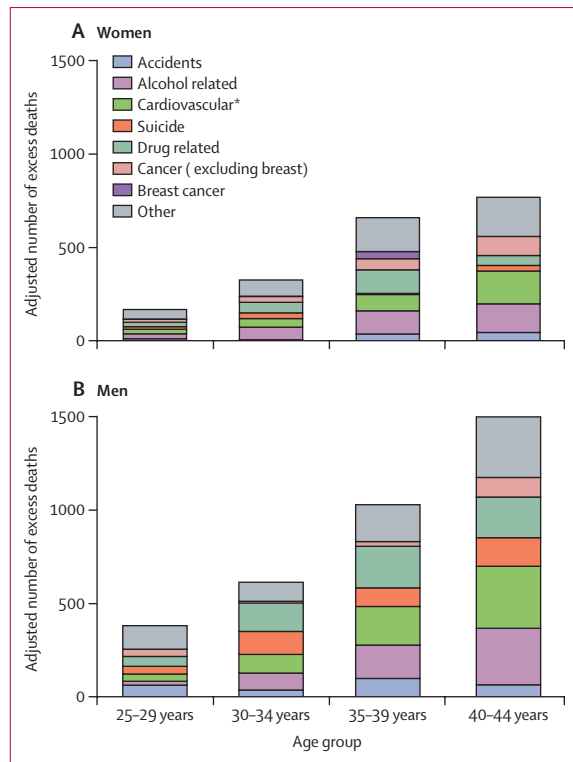 A Women
1500
1000
500
0
Adjusted number of excess deaths
Accidents
Alcohol related
Cardiovascular*
Suicide
Drug related
Cancer ( excluding breast)
Breast cancer
Other
B Men
1500
1000
500
0
Adjusted number of excess deaths
25–29 years 30–34 years 35–39 years 40–44 years
Age group